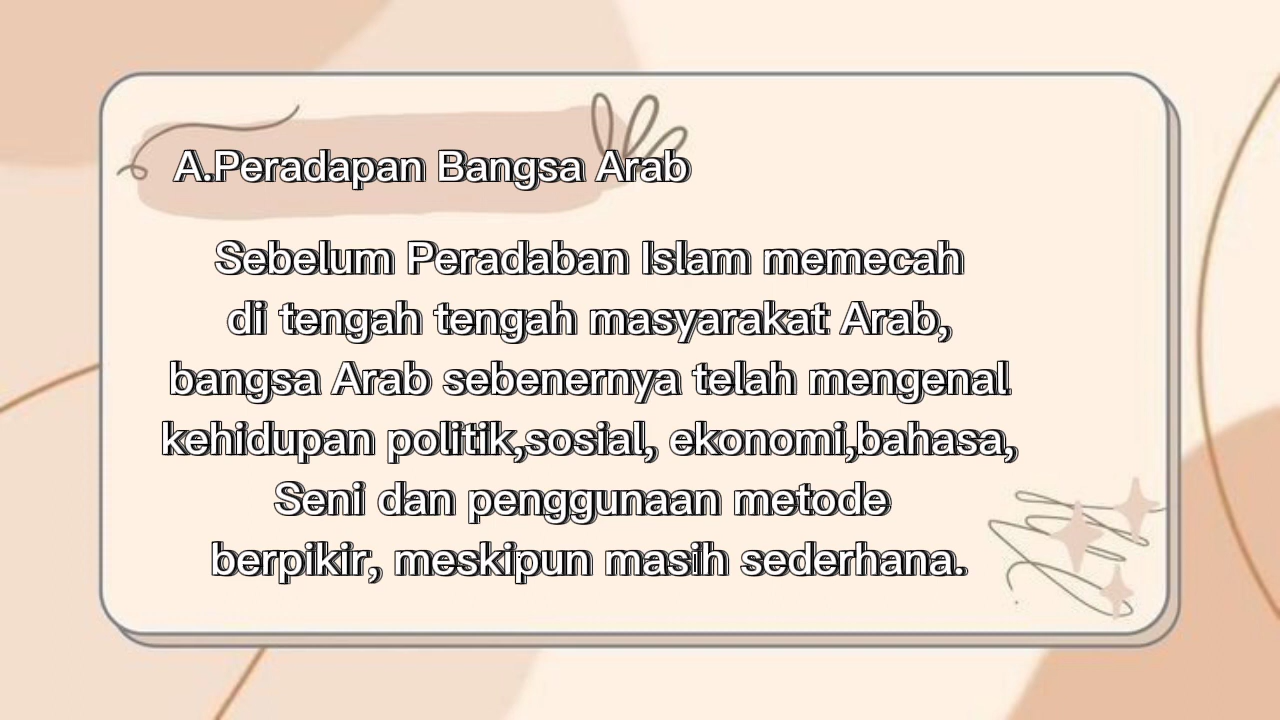 A.Peradapan Bangsa Arab
Sebelum Peradaban Islam memecah
di tengah tengah masyarakat Arab,
bangsa Arab sebenernya telah mengenal
kehidupan politik,sosial, ekonomi,bahasa,
Seni dan penggunaan metode
berpikir, meskipun masih sederhana.